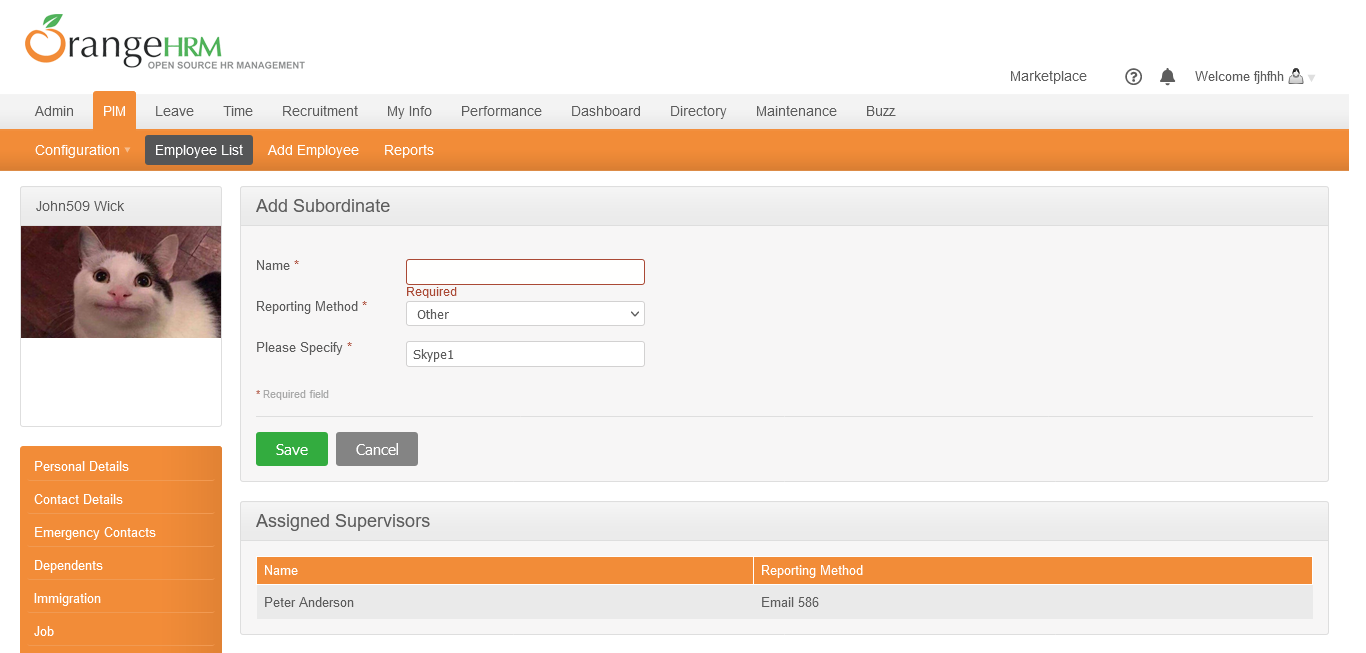 OrangeHRM
OPEN SOURCE HR MANAGEMENT
Marketplace ? Welcome fjhfhh
Admin PIM Leave Time Recruitment My Info Performance Dashboard Directory Maintenance Buzz
Configuration Employee List Add Employee Reports
John509 Wick
Add Subordinate
Name *
Required
Reporting Method * Other
Please Specify * Skype1
* Required field
Save Cancel
Personal Details
Contact Details
Emergency Contacts
Dependents
Immigration
Job
Assigned Supervisors
Name Reporting Method
Peter Anderson Email 586